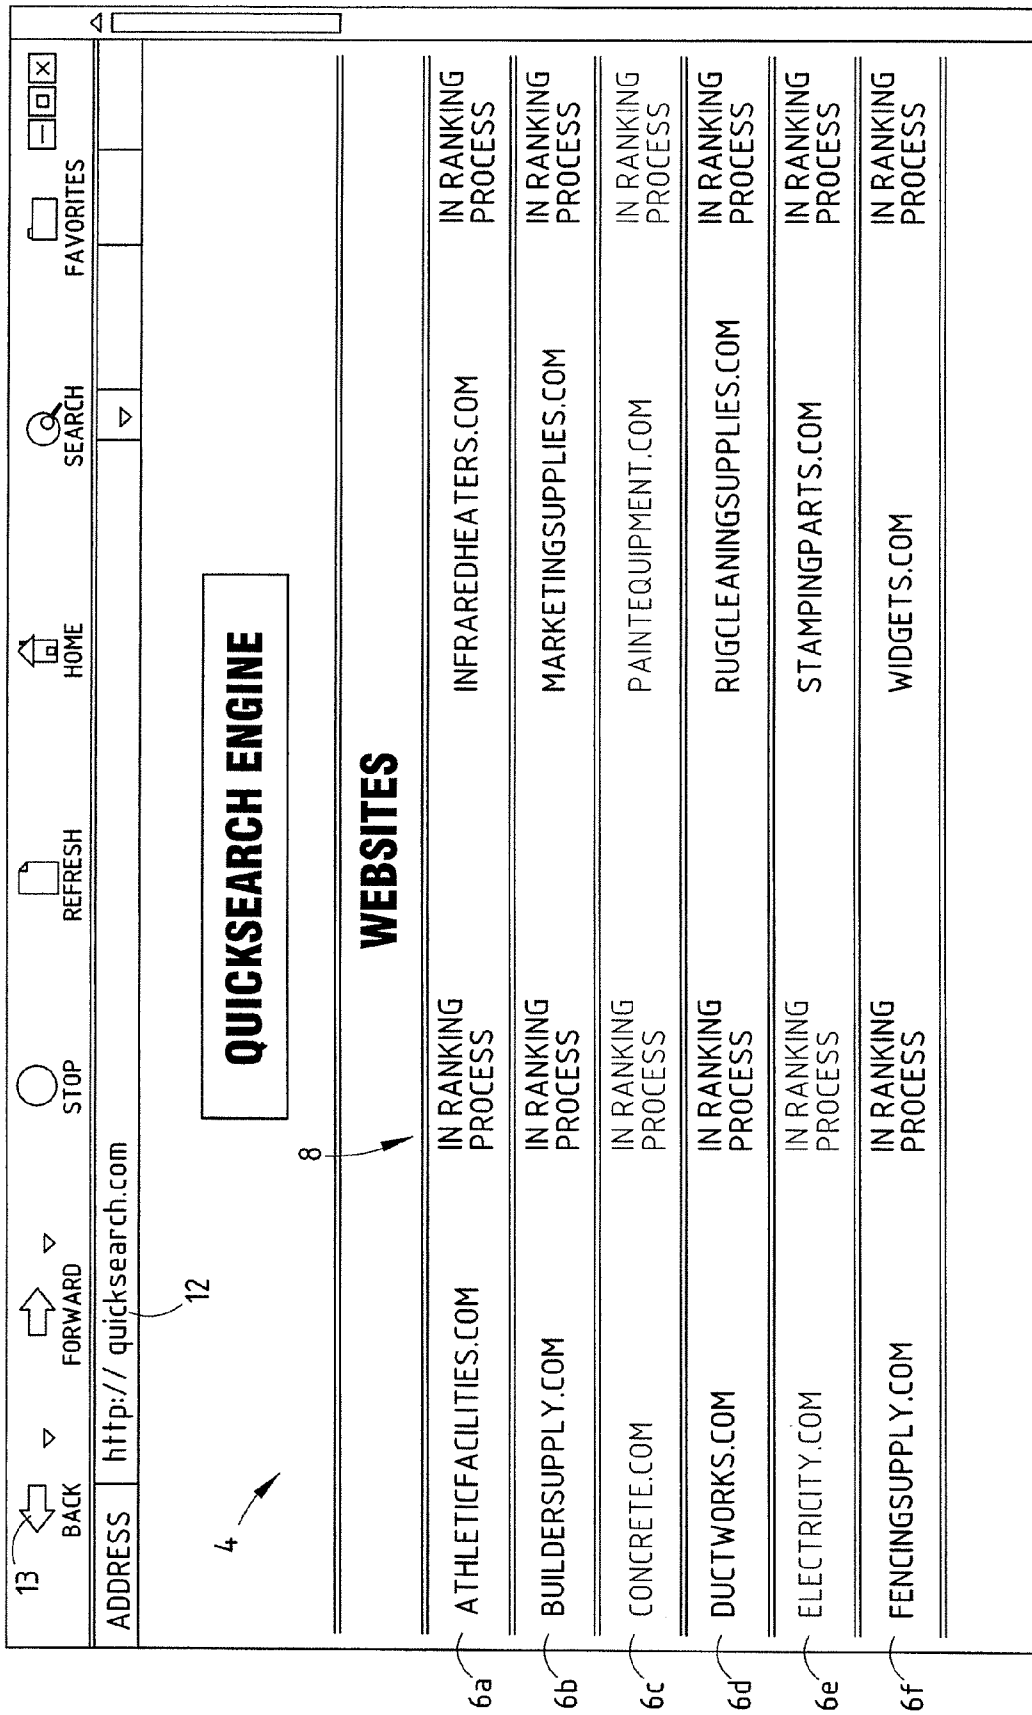 13
BACK FORWARD STOP REFRESH HOME SEARCH FAVORITES
ADDRESS http:// quicksearch.com
12
4
QUICKSEARCH ENGINE
8
WEBSITES
6a ATHLETICFACILITIES.COM IN RANKING INFRAREDHEATERS.COM IN RANKING
PROCESS PROCESS
6b BUILDERSUPPLY.COM IN RANKING MARKETINGSUPPLIES.COM IN RANKING
PROCESS PROCESS
6c CONCRETE.COM IN RANKING PAINTEQUIPMENT.COM IN RANKING
PROCESS PROCESS
6d DUCTWORKS.COM IN RANKING RUGCLEANINGSUPPLIES.COM IN RANKING
PROCESS PROCESS
6e ELECTRICITY.COM IN RANKING STAMPINGPARTS.COM IN RANKING
PROCESS PROCESS
6f FENCINGSUPPLY.COM IN RANKING WIDGETS.COM IN RANKING
PROCESS PROCESS